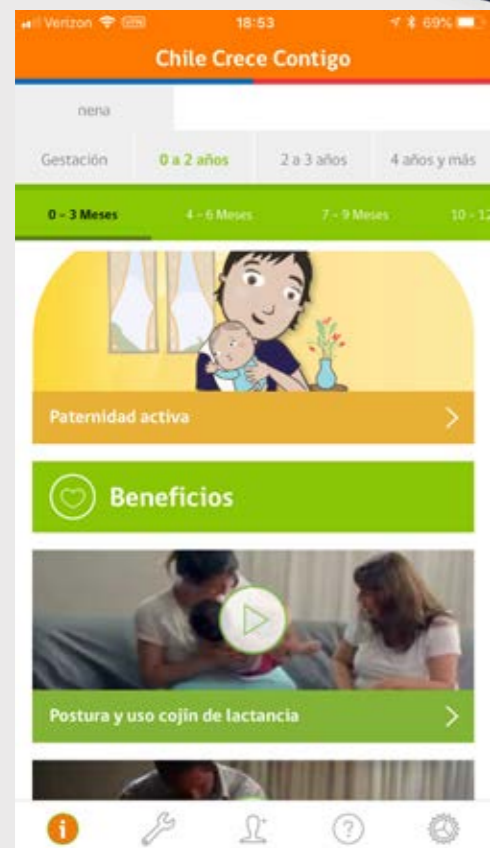 Verizon VPN 18:53 69%
Chile Crece Contigo
nena
Gestación 0 a 2 años 2 a 3 años 4 años y más
0 - 3 Meses 4 - 6 Meses 7 - 9 Meses 10 - 12
Paternidad activa
Beneficios
Postura y uso cojín de lactancia